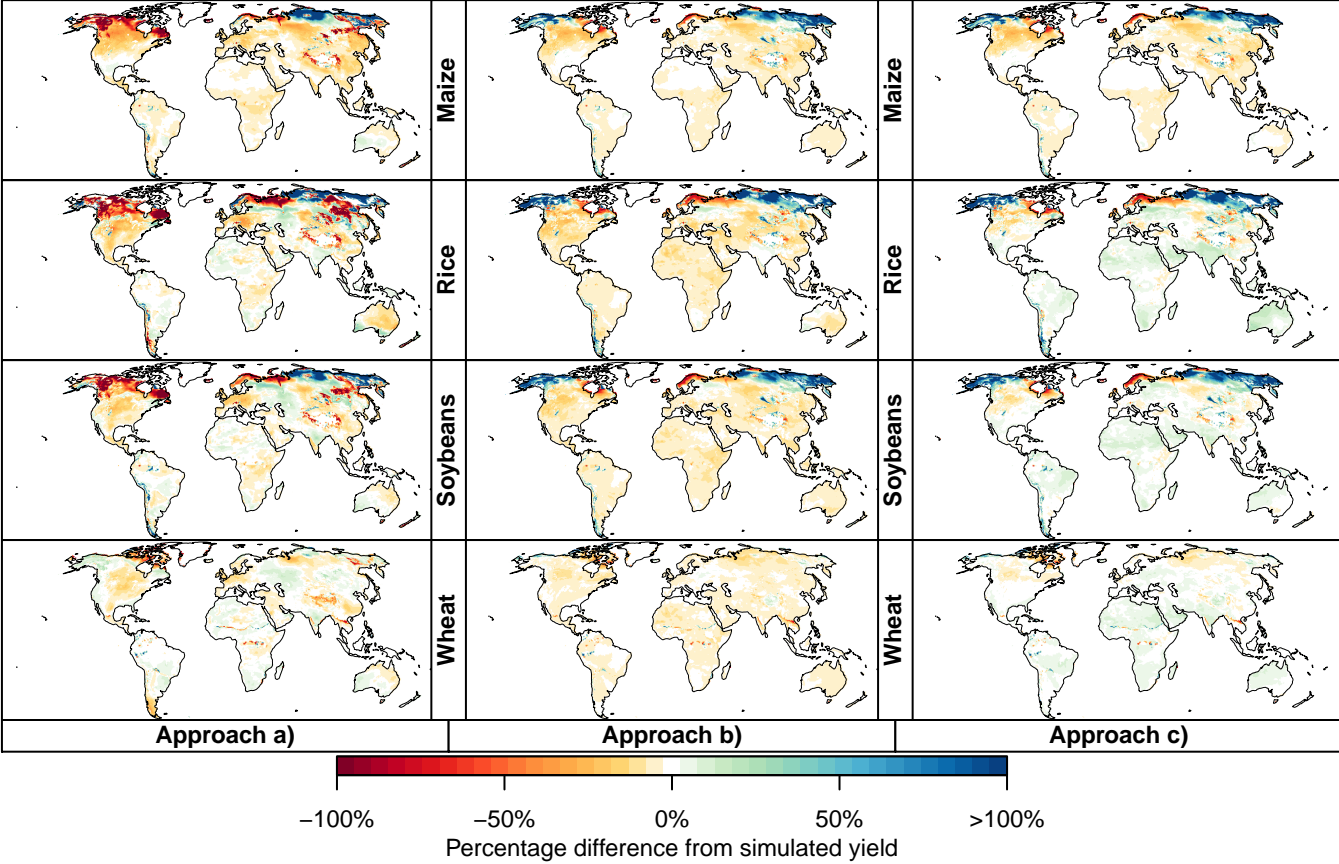 Maize
Maize
Rice
Rice
Soybeans
Soybeans
Wheat
Wheat
Approach a)
Approach b)
Approach c)
−100%
−50%
0%
50%
>100%
Percentage difference from simulated yield